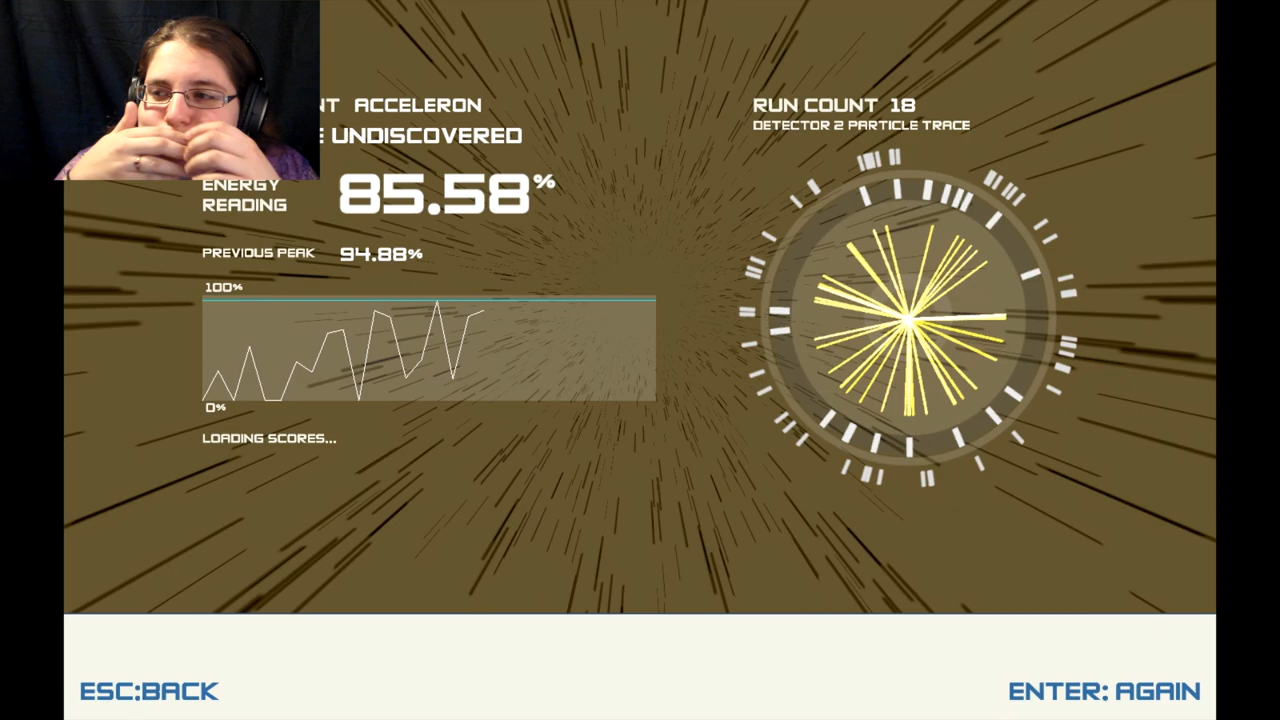 ACCELERON
UNDISCOVERED
ENERGY
READING
85.58%
PREVIOUS PEAK 94.88%
100%
0%
LOADING SCORES...
RUN COUNT 18
DETECTOR 2 PARTICLE TRACE
ESC:BACK
ENTER: AGAIN